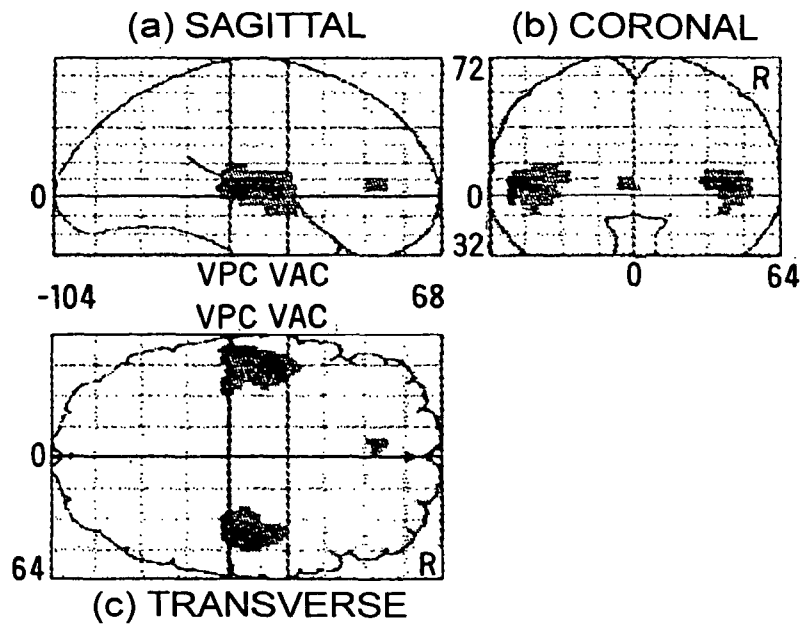 (a) SAGITTAL
(b) CORONAL
72
R
0
0
32
VPC VAC
0
64
-104
68
VPC VAC
0
64
R
(c) TRANSVERSE